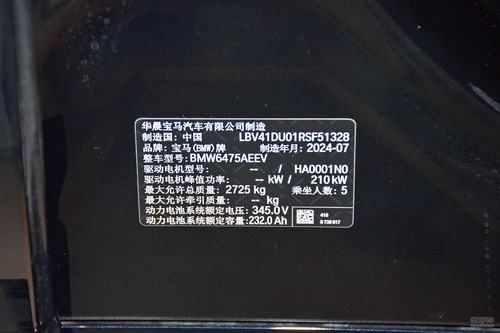 华晨宝马汽车有限公司制造
制造国: 中国 LBV41DU01RSF51328
品牌: 宝马(BMW)牌 制造年月: 2024-07
整车型号: BMW6475AEEV
驱动电机型号: -- / HA0001N0
驱动电机峰值功率: -- kW / 210 kW
最大允许总质量: 2725 kg 乘坐人数: 5
最大允许牵引质量: -- kg
动力电池系统额定电压: 345.0 V
动力电池系统额定容量: 232.0 Ah
416